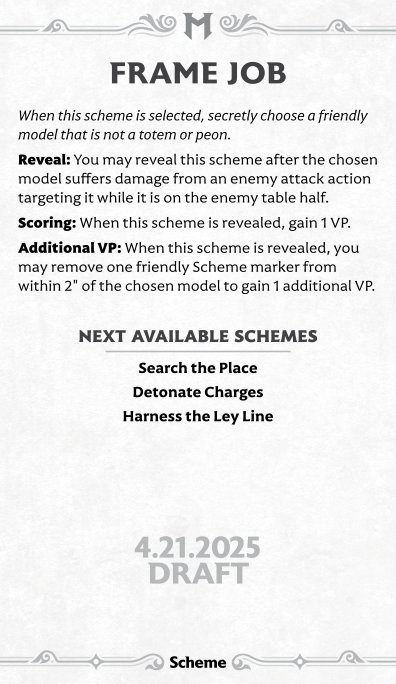 FRAME JOB
When this scheme is selected, secretly choose a friendly
model that is not a totem or peon.
Reveal: You may reveal this scheme after the chosen
model suffers damage from an enemy attack action
targeting it while it is on the enemy table half.
Scoring: When this scheme is revealed, gain 1 VP.
Additional VP: When this scheme is revealed, you
may remove one friendly Scheme marker from
within 2" of the chosen model to gain 1 additional VP.
NEXT AVAILABLE SCHEMES
Search the Place
Detonate Charges
Harness the Ley Line
4.21.2025
DRAFT
Scheme